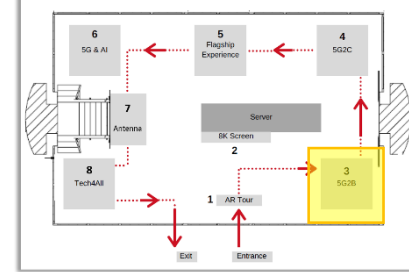 6
5G & AI
5
Flagship
Experience
4
5G2C
7
Antenne
Server
8K Screen
2
8
Tech4All
1
AR Tour
3
5G2B
Exit
Entrance